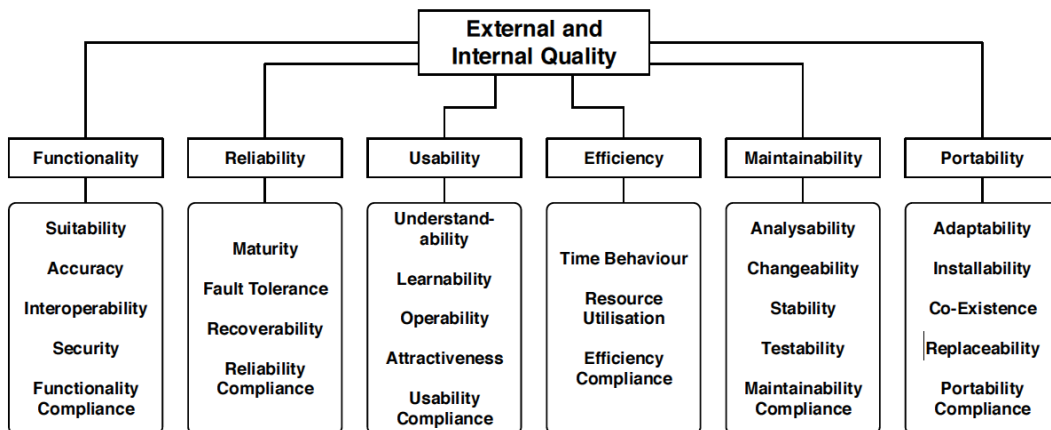 External and
Internal Quality
Functionality
Reliability
Usability
Efficiency
Maintainability
Portability
Suitability
Accuracy
Interoperability
Security
Functionality
Compliance
Maturity
Fault Tolerance
Recoverability
Reliability
Compliance
Understand-
ability
Learnability
Operability
Attractiveness
Usability
Compliance
Time Behaviour
Resource
Utilisation
Efficiency
Compliance
Analysability
Changeability
Stability
Testability
Maintainability
Compliance
Adaptability
Installability
Co-Existence
Replaceability
Portability
Compliance